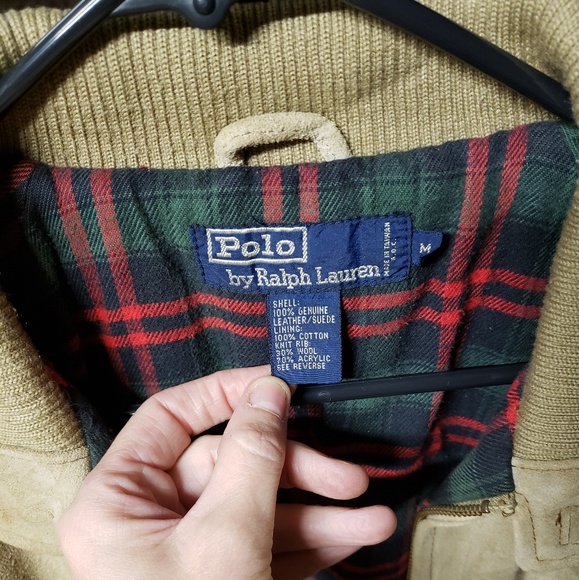 Polo
by Ralph Lauren
MADE IN TAIWAN
R.O.C.
M
SHELL:
100% GENUINE
LEATHER/SUEDE
LINING:
100% COTTON
KNIT RIB:
30% WOOL
70% ACRYLIC
SEE REVERSE